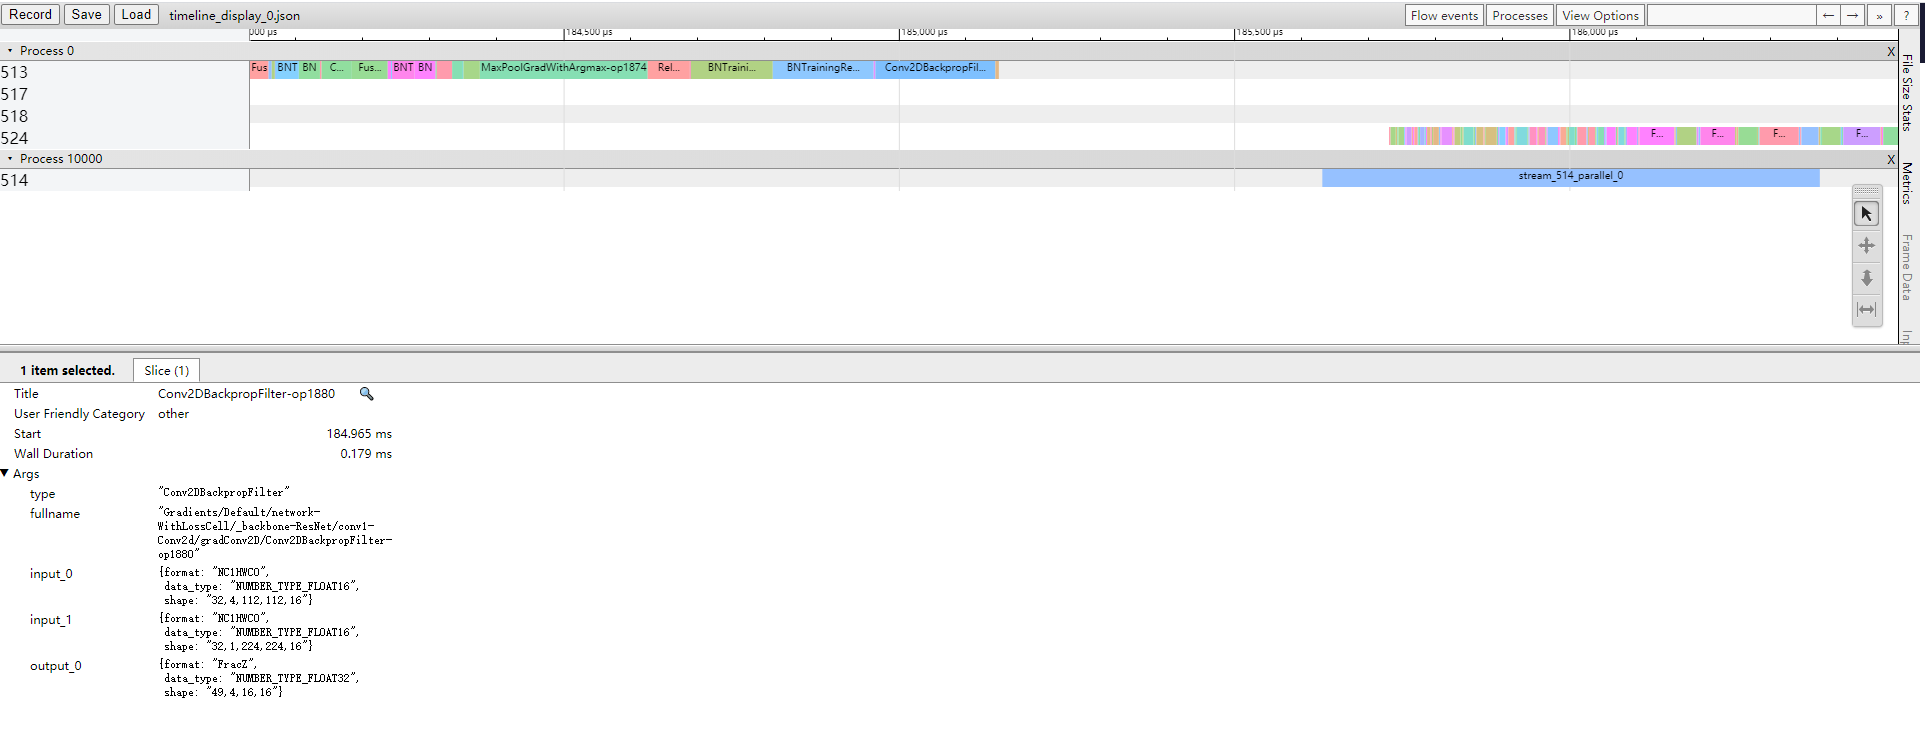 Record Save Load timeline_display_0.json Flow events Processes View Options ← → » ?
000 µs 184,500 µs 185,000 µs 185,500 µs 186,000 µs
Process 0 X
513 Fus BNT BN C... Fus... BNT BN MaxPoolGradWithArgmax-op1874 Rel... BNTraini... BNTrainingRe... Conv2DBackpropFil...
517
518
524 F... F... F... F...
Process 10000 X
514 stream_514_parallel_0
File Size Stats
Metrics
Frame Data
1 item selected. Slice (1)
Title Conv2DBackpropFilter-op1880
User Friendly Category other
Start 184.965 ms
Wall Duration 0.179 ms
Args
type "Conv2DBackpropFilter"
fullname "Gradients/Default/network-
WithLossCell/_backbone-ResNet/conv1-
Conv2d/gradConv2D/Conv2DBackpropFilter-
op1880"
input_0 {format: "NC1HWC0",
data_type: "NUMBER_TYPE_FLOAT16",
shape: "32,4,112,112,16"}
input_1 {format: "NC1HWC0",
data_type: "NUMBER_TYPE_FLOAT16",
shape: "32,1,224,224,16"}
output_0 {format: "FracZ",
data_type: "NUMBER_TYPE_FLOAT32",
shape: "49,4,16,16"}